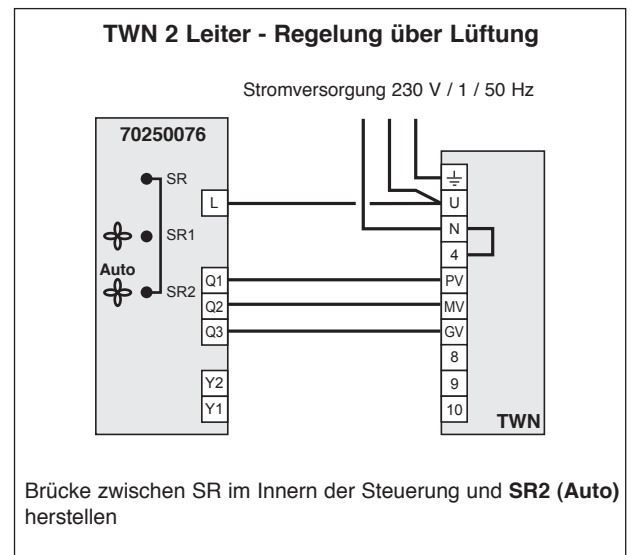 TWN 2 Leiter - Regelung über Lüftung
Stromversorgung 230 V / 1 / 50 Hz
70250076
SR
L
U
SR1
N
4
Auto
SR2
Q1
PV
Q2
MV
Q3
GV
8
Y2
9
Y1
10
TWN
Brücke zwischen SR im Innern der Steuerung und SR2 (Auto)
herstellen